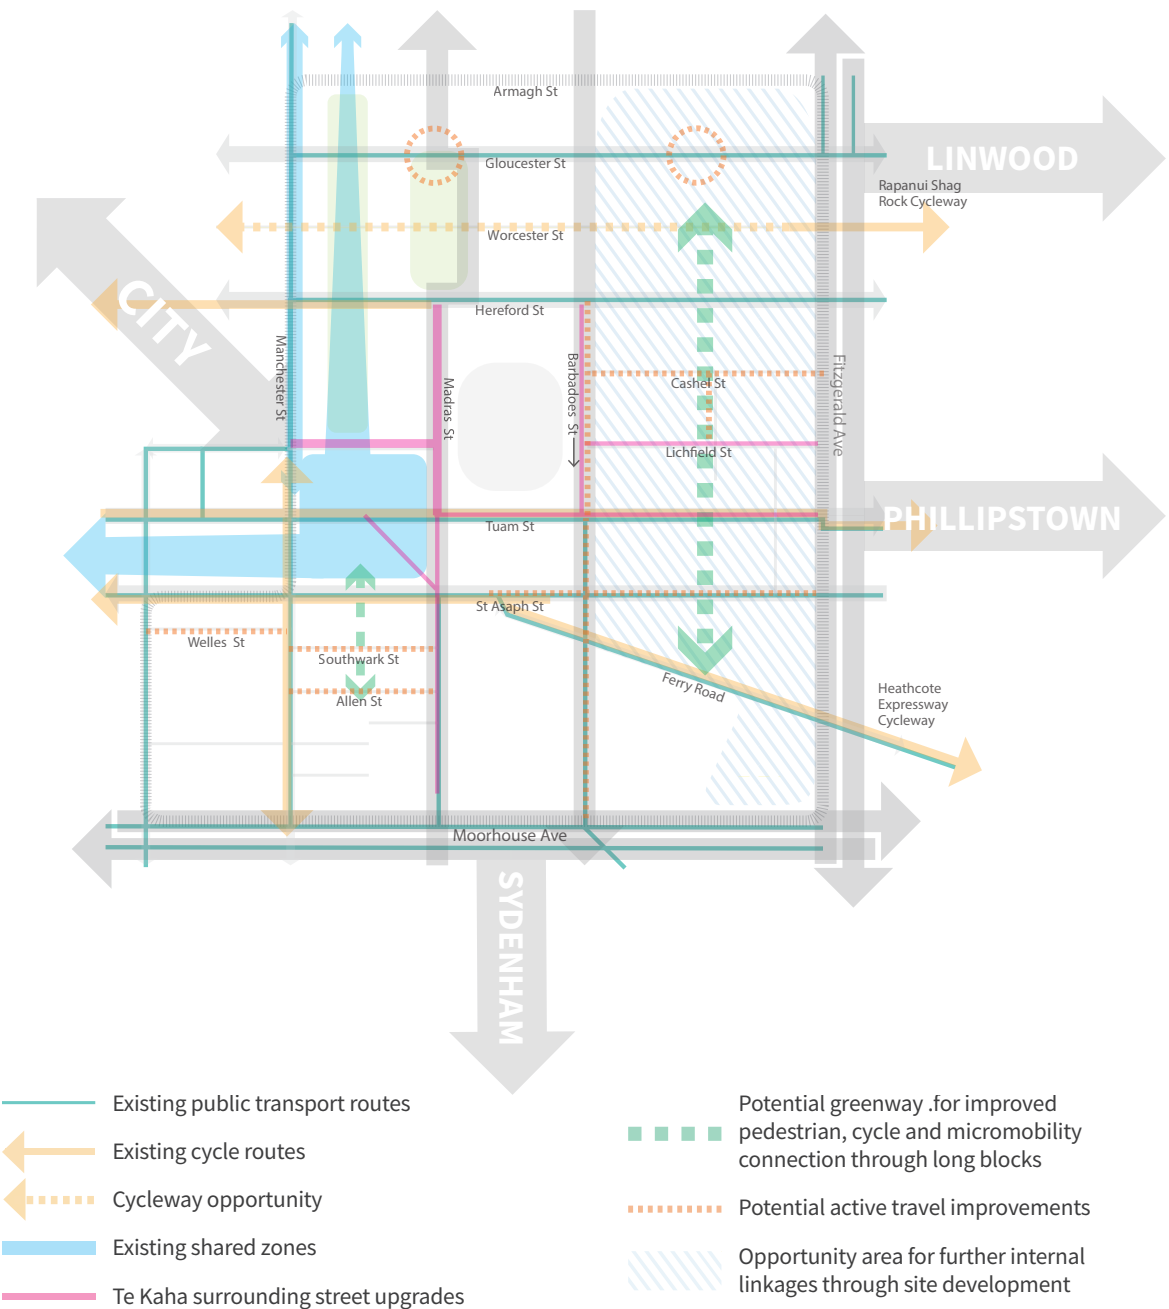 Armagh St
Gloucester St
LINWOOD
Rapanui Shag
Rock Cycleway
Worcester St
CITY
Hereford St
Manchester St
Madras St
Barbadoes St
Cashel St
Fitzgerald Ave
Lichfield St
Tuam St
PHILLIPSTOWN
St Asaph St
Welles St
Southwark St
Allen St
Ferry Road
Heathcote
Expressway
Cycleway
Moorhouse Ave
SYDENHAM
Existing public transport routes
Existing cycle routes
Cycleway opportunity
Existing shared zones
Te Kaha surrounding street upgrades
Potential greenway .for improved
pedestrian, cycle and micromobility
connection through long blocks
Potential active travel improvements
Opportunity area for further internal
linkages through site development